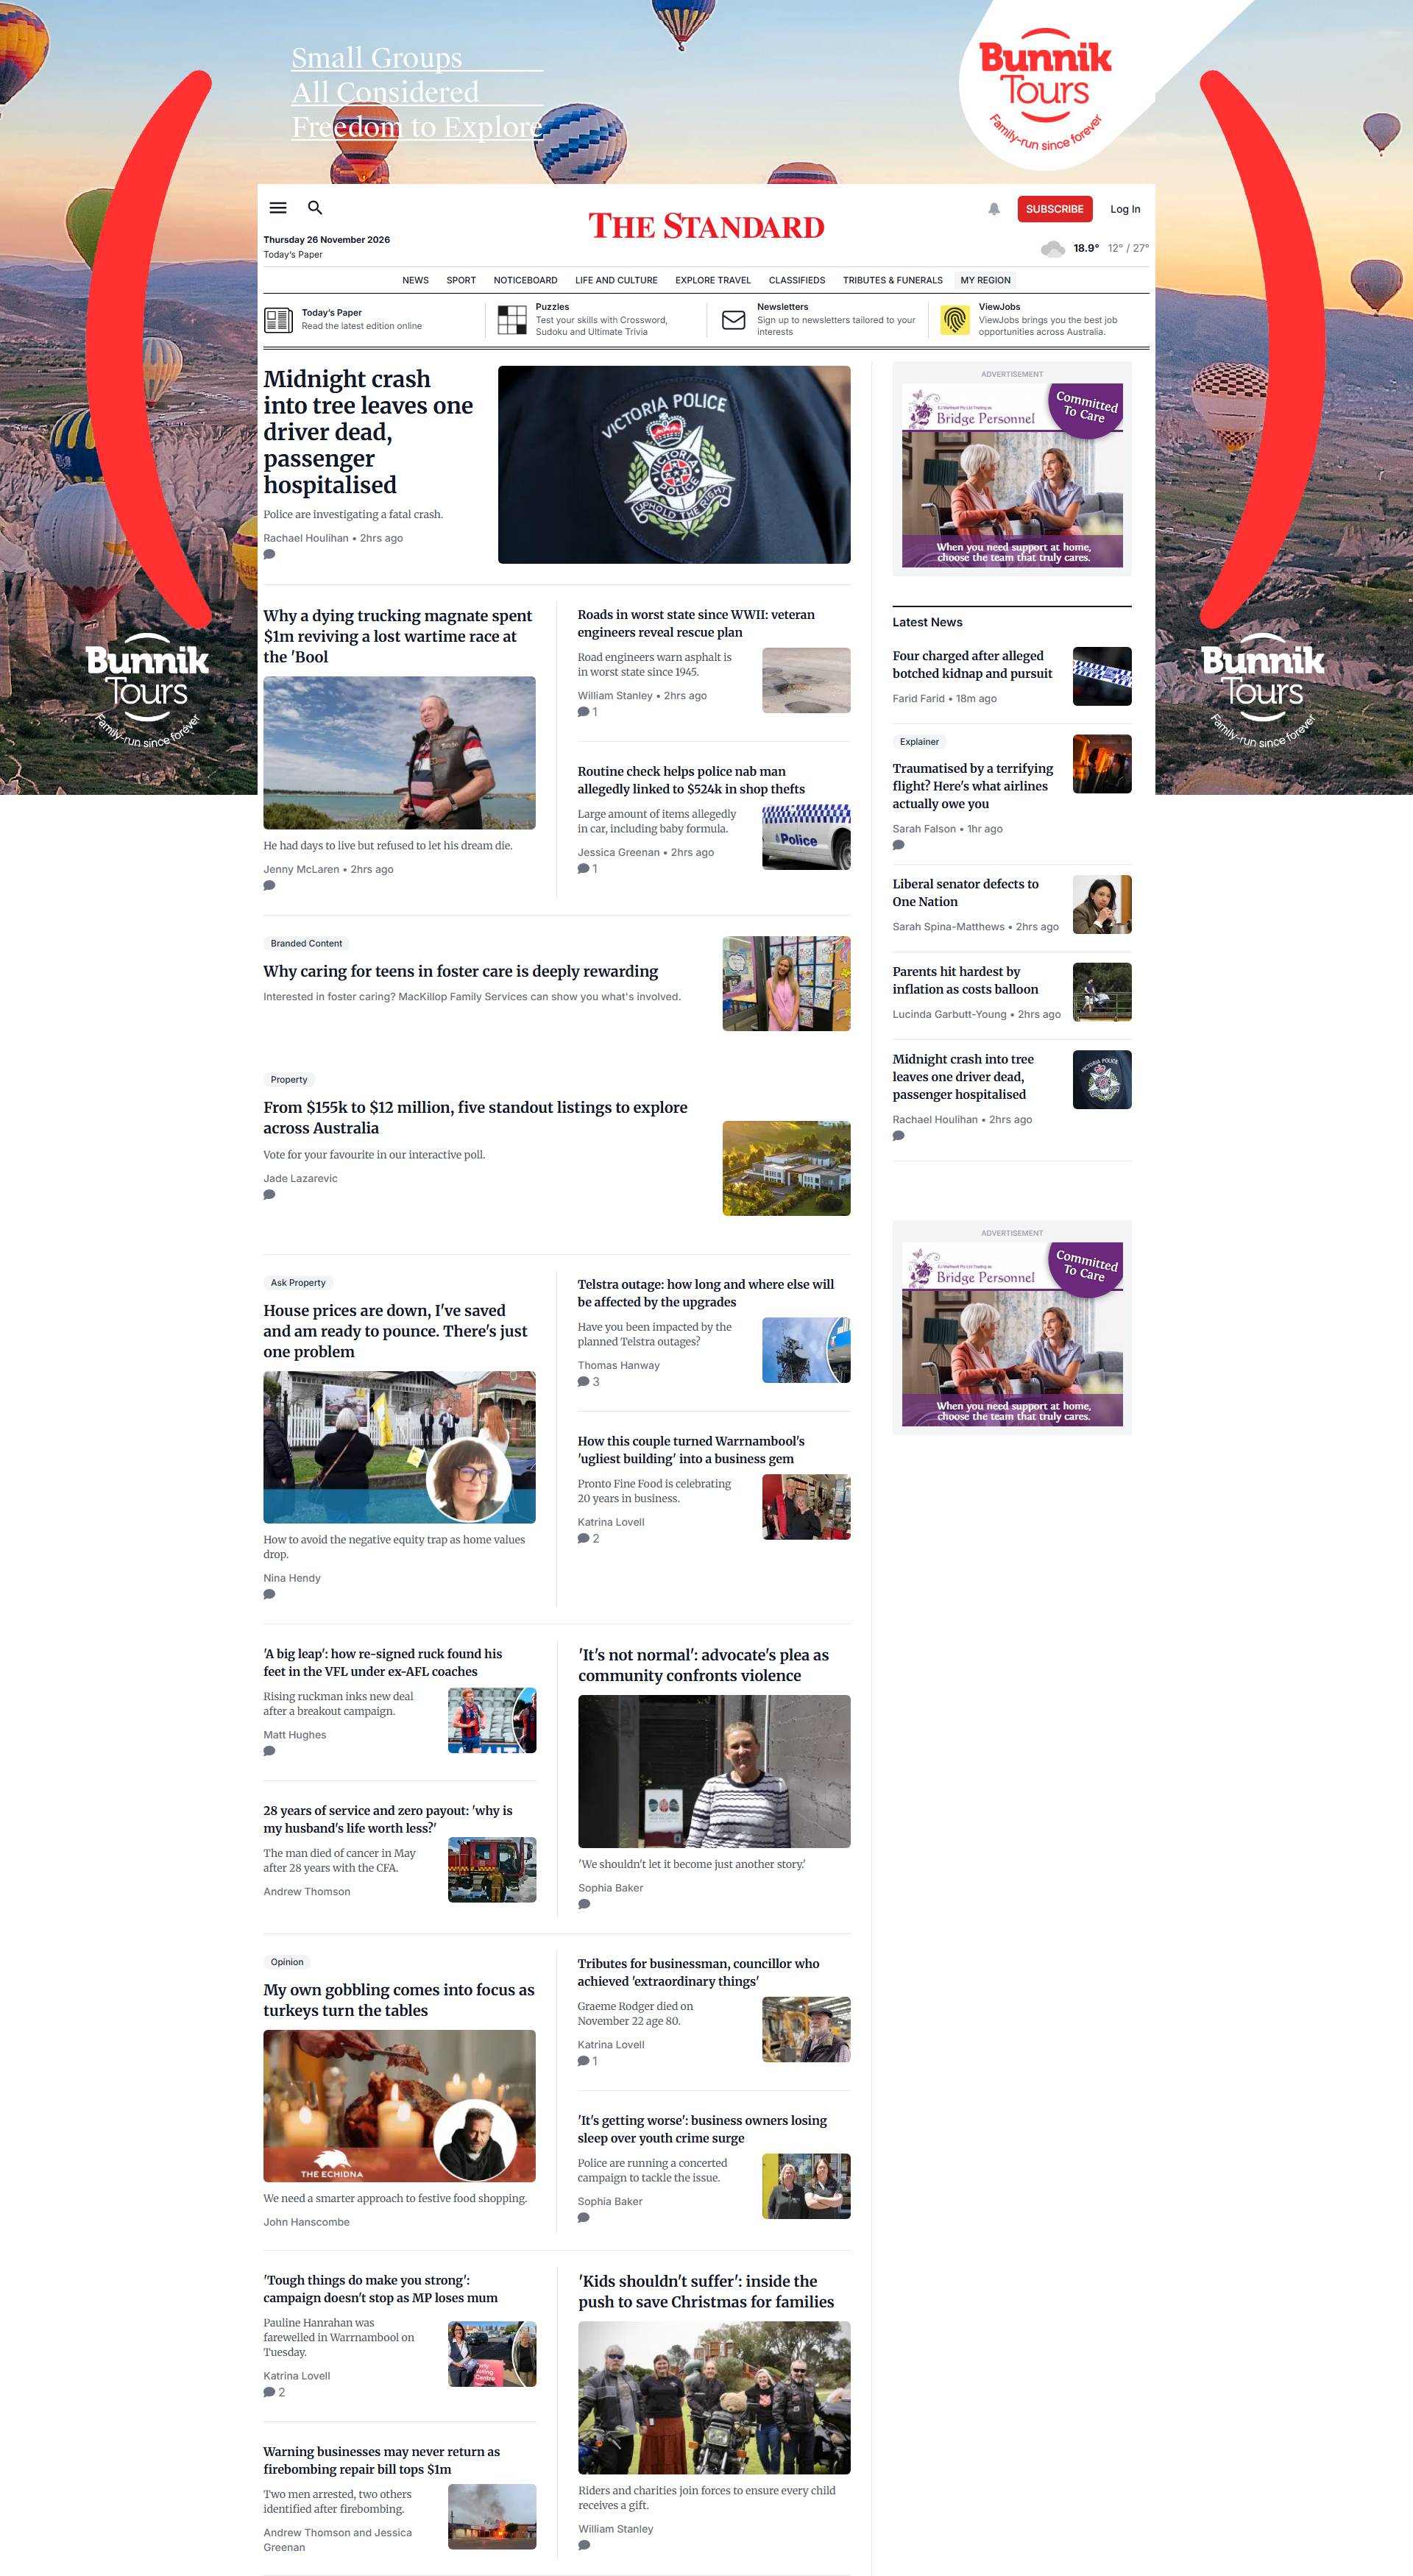 Small Groups
All Considered
Freedom to Explore
Bunnik
Tours
Family-run since forever
SUBSCRIBE
Log In
THE STANDARD
Thursday 26 November 2026
Today's Paper
18.9° 12° / 27°
NEWS SPORT NOTICEBOARD LIFE AND CULTURE EXPLORE TRAVEL CLASSIFIEDS TRIBUTES & FUNERALS MY REGION
Today's Paper
Read the latest edition online
Puzzles
Test your skills with Crossword,
Sudoku and Ultimate Trivia
Newsletters
Sign up to newsletters tailored to your
interests
ViewJobs
ViewJobs brings you the best job
opportunities across Australia.
Midnight crash
into tree leaves one
driver dead,
passenger
hospitalised
Police are investigating a fatal crash.
Rachael Houlihan • 2hrs ago
VICTORIA POLICE
VICTORIA
POLICE
UPHOLD THE RIGHT
Why a dying trucking magnate spent
$1m reviving a lost wartime race at
the 'Bool
He had days to live but refused to let his dream die.
Jenny McLaren • 2hrs ago
Roads in worst state since WWII: veteran
engineers reveal rescue plan
Road engineers warn asphalt is
in worst state since 1945.
William Stanley • 2hrs ago
1
Routine check helps police nab man
allegedly linked to $524k in shop thefts
Large amount of items allegedly
in car, including baby formula.
Jessica Greenan • 2hrs ago
1
Police
Branded Content
Why caring for teens in foster care is deeply rewarding
Interested in foster caring? MacKillop Family Services can show you what's involved.
Property
From $155k to $12 million, five standout listings to explore
across Australia
Vote for your favourite in our interactive poll.
Jade Lazarevic
Ask Property
House prices are down, I've saved
and am ready to pounce. There's just
one problem
How to avoid the negative equity trap as home values
drop.
Nina Hendy
Telstra outage: how long and where else will
be affected by the upgrades
Have you been impacted by the
planned Telstra outages?
Thomas Hanway
3
How this couple turned Warrnambool's
'ugliest building' into a business gem
Pronto Fine Food is celebrating
20 years in business.
Katrina Lovell
2
'A big leap': how re-signed ruck found his
feet in the VFL under ex-AFL coaches
Rising ruckman inks new deal
after a breakout campaign.
Matt Hughes
28 years of service and zero payout: 'why is
my husband's life worth less?'
The man died of cancer in May
after 28 years with the CFA.
Andrew Thomson
'It's not normal': advocate's plea as
community confronts violence
'We shouldn't let it become just another story.'
Sophia Baker
Opinion
My own gobbling comes into focus as
turkeys turn the tables
THE ECHIDNA
We need a smarter approach to festive food shopping.
John Hanscombe
Tributes for businessman, councillor who
achieved 'extraordinary things'
Graeme Rodger died on
November 22 age 80.
Katrina Lovell
1
'It's getting worse': business owners losing
sleep over youth crime surge
Police are running a concerted
campaign to tackle the issue.
Sophia Baker
'Tough things do make you strong':
campaign doesn't stop as MP loses mum
Pauline Hanrahan was
farewelled in Warrnambool on
Tuesday.
Katrina Lovell
2
Warning businesses may never return as
firebombing repair bill tops $1m
Two men arrested, two others
identified after firebombing.
Andrew Thomson and Jessica
Greenan
'Kids shouldn't suffer': inside the
push to save Christmas for families
Riders and charities join forces to ensure every child
receives a gift.
William Stanley
ADVERTISEMENT
Bridge Personnel
Committed
To Care
When you need support at home,
choose the team that truly cares.
Latest News
Four charged after alleged
botched kidnap and pursuit
Farid Farid • 18m ago
Explainer
Traumatised by a terrifying
flight? Here's what airlines
actually owe you
Sarah Falson • 1hr ago
Liberal senator defects to
One Nation
Sarah Spina-Matthews • 2hrs ago
Parents hit hardest by
inflation as costs balloon
Lucinda Garbutt-Young • 2hrs ago
Midnight crash into tree
leaves one driver dead,
passenger hospitalised
Rachael Houlihan • 2hrs ago
ADVERTISEMENT
Bridge Personnel
Committed
To Care
When you need support at home,
choose the team that truly cares.
Bunnik
Tours
Family-run since forever
Bunnik
Tours
Family-run since forever